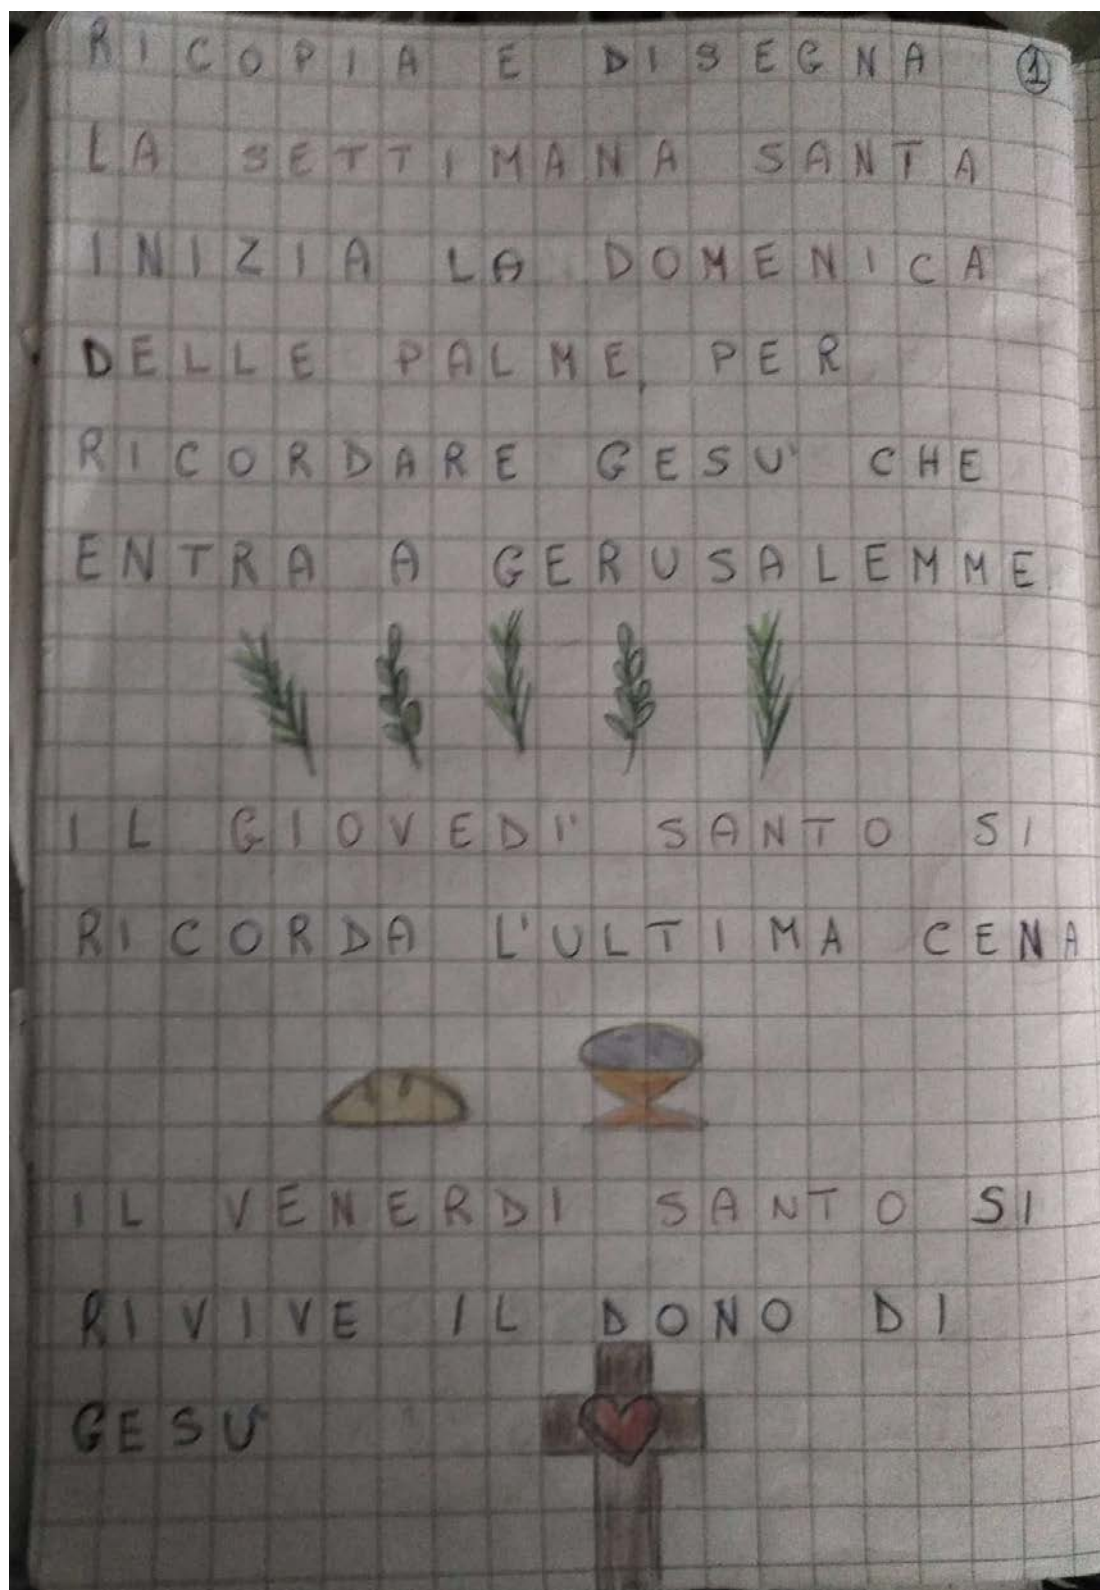 RICOPIA E DISEGNA ①
LA SETTIMANA SANTA
INIZIA LA DOMENICA
DELLE PALME, PER
RICORDARE GESU' CHE
ENTRA A GERUSALEMME.
IL GIOVEDI' SANTO SI
RICORDA L'ULTIMA CENA
IL VENERDI SANTO SI
RIVIVE IL DONO DI
GESU'